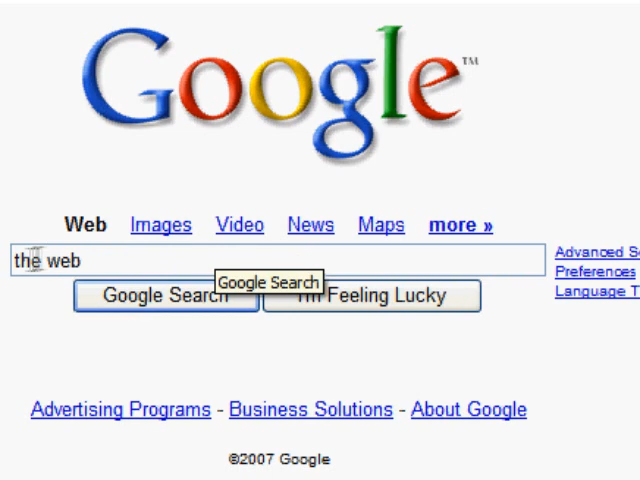 Google™
Web Images Video News Maps more »
the web
Advanced S
Preferences
Language T
Google Search
Google Search I'm Feeling Lucky
Advertising Programs - Business Solutions - About Google
©2007 Google